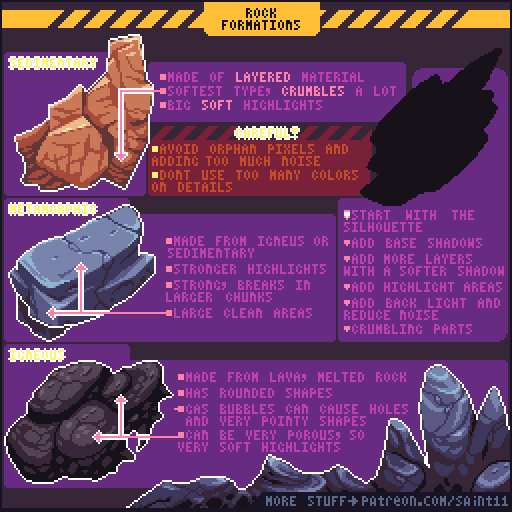 ROCK
FORMATIONS
SEDIMENTARY
MADE OF LAYERED MATERIAL
SOFTEST TYPE, CRUMBLES A LOT
BIG SOFT HIGHLIGHTS
CAREFUL!
AVOID ORPHAN PIXELS AND
ADDING TOO MUCH NOISE
DONT USE TOO MANY COLORS
ON DETAILS
METAMORPHIC
MADE FROM IGNEUS OR
SEDIMENTARY
STRONGER HIGHLIGHTS
STRONG, BREAKS IN
LARGER CHUNKS
LARGE CLEAN AREAS
START WITH THE
SILHOUETTE
ADD BASE SHADOWS
ADD MORE LAYERS
WITH A SOFTER SHADOW
ADD HIGHLIGHT AREAS
ADD BACK LIGHT AND
REDUCE NOISE
CRUMBLING PARTS
IGNEOUS
MADE FROM LAVA, MELTED ROCK
HAS ROUNDED SHAPES
GAS BUBBLES CAN CAUSE HOLES
AND VERY POINTY SHAPES
CAN BE VERY POROUS, SO
VERY SOFT HIGHLIGHTS
MORE STUFF→PATREON.COM/SAINT11